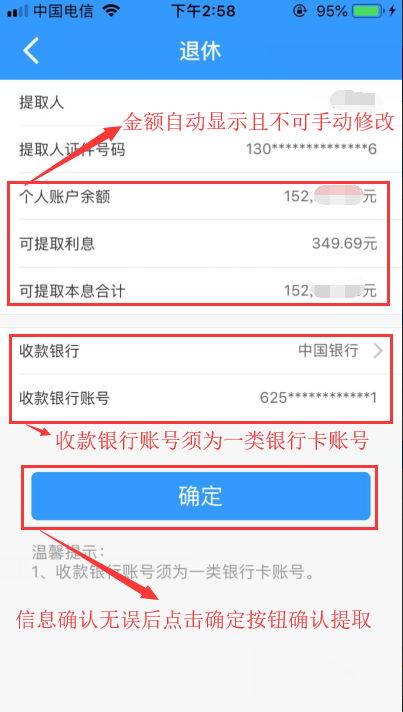 中国电信 下午2:58 95%
退休
提取人
金额自动显示且不可手动修改
提取人证件号码 130**************6
个人账户余额 152, 元
可提取利息 349.69元
可提取本息合计 152, 元
收款银行 中国银行
收款银行账号 625************1
收款银行账号须为一类银行卡账号
确定
温馨提示：
1、收款银行账号须为一类银行卡账号。
信息确认无误后点击确定按钮确认提取